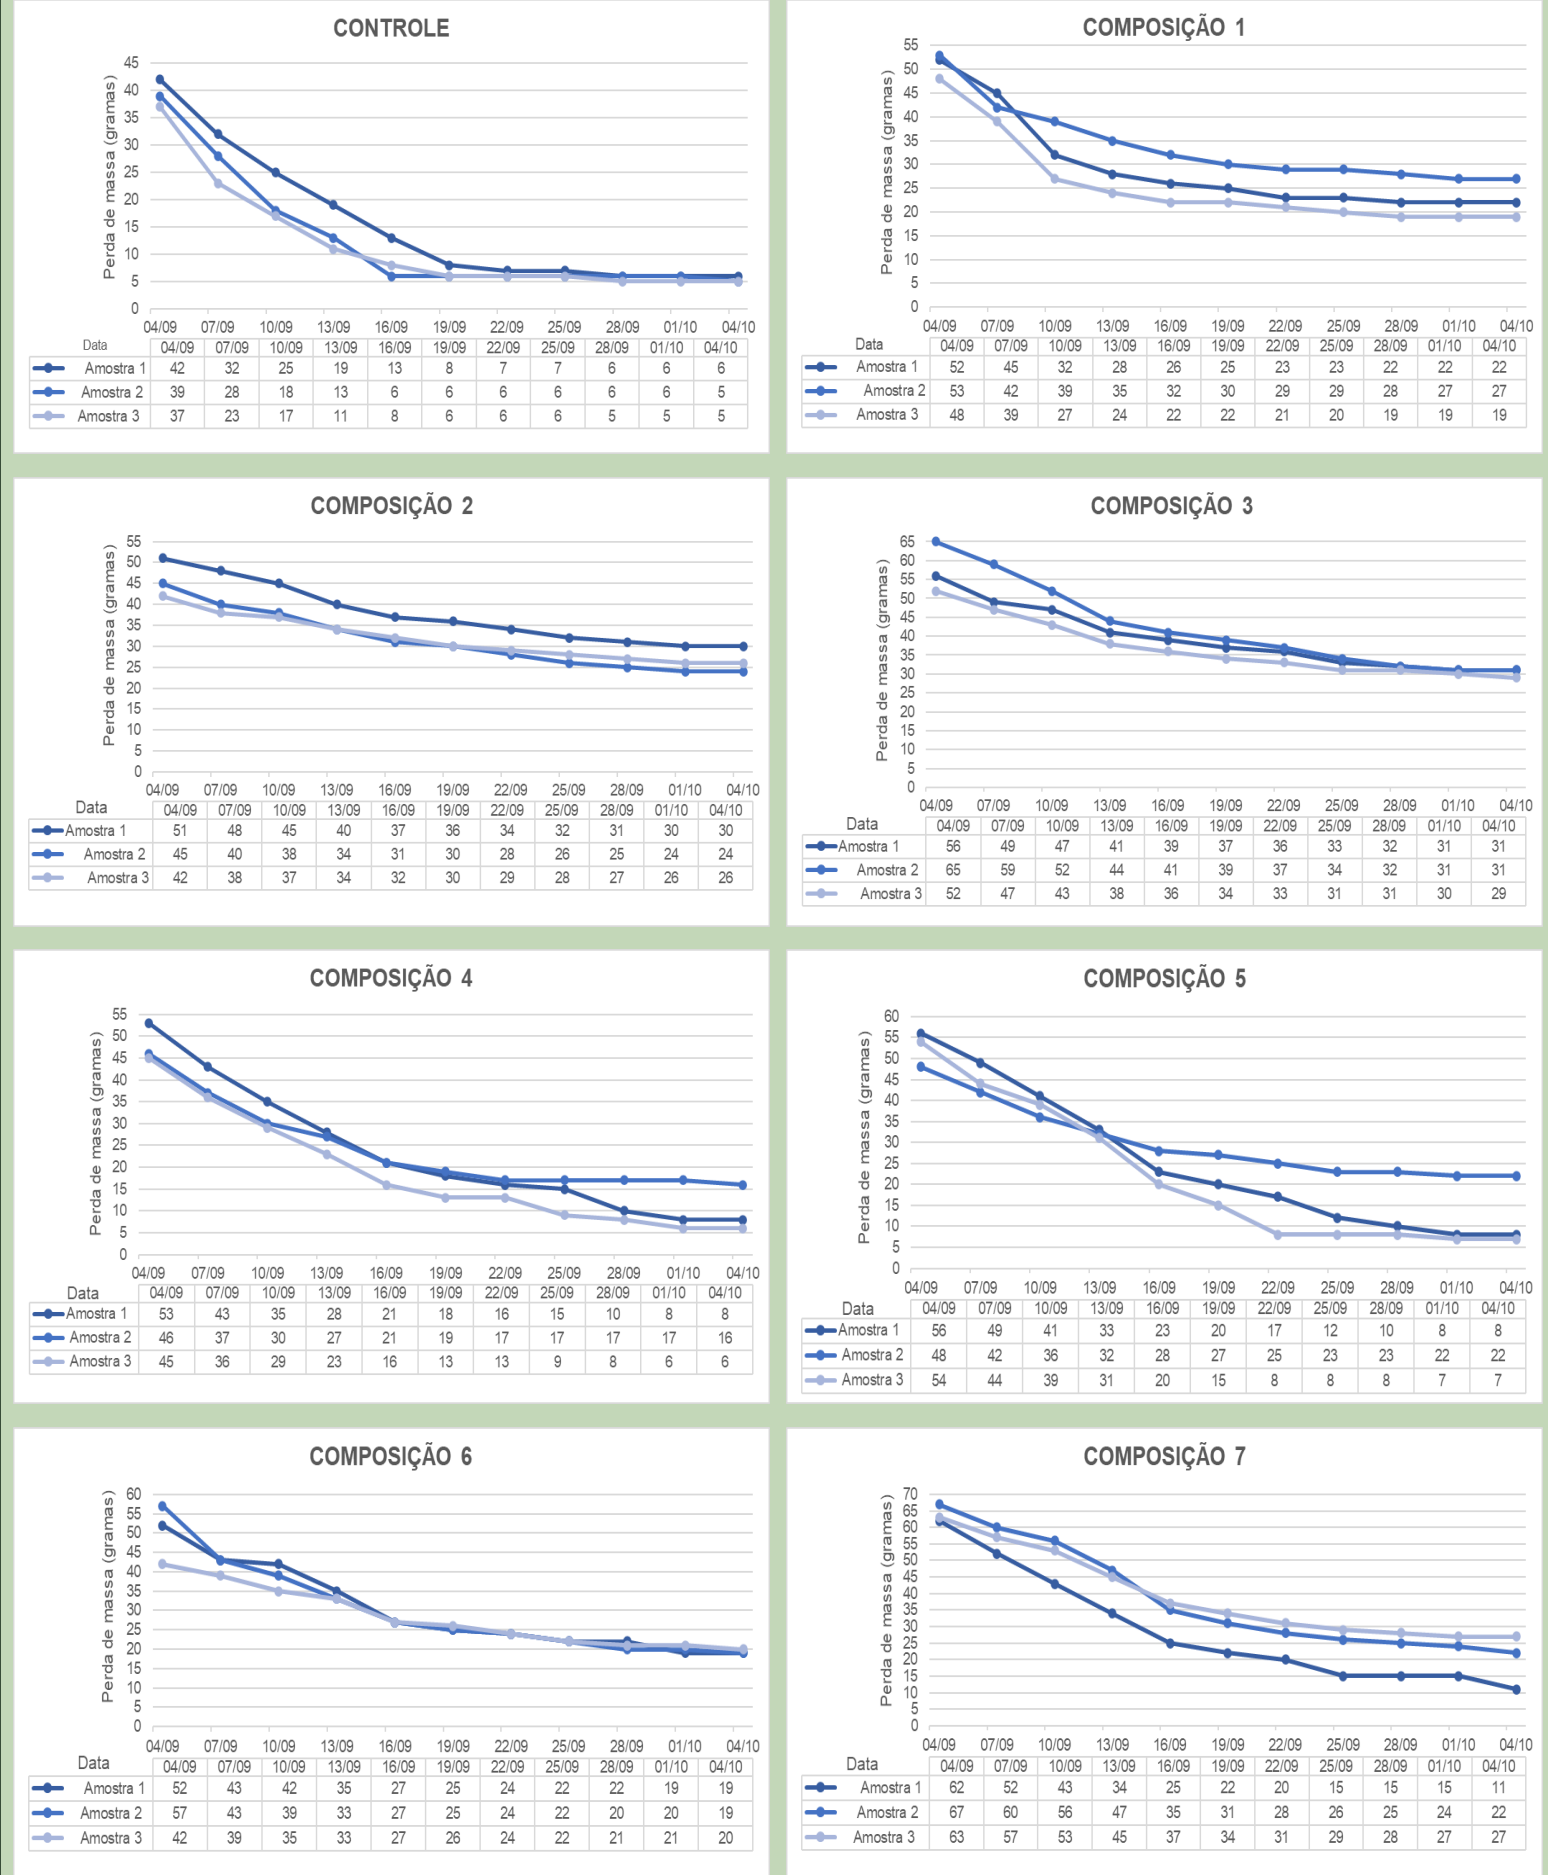 CONTROLE
Perda de massa (gramas)
45
40
35
30
25
20
15
10
5
0
04/09 07/09 10/09 13/09 16/09 19/09 22/09 25/09 28/09 01/10 04/10
Data 04/09 07/09 10/09 13/09 16/09 19/09 22/09 25/09 28/09 01/10 04/10
Amostra 1 42 32 25 19 13 8 7 7 6 6 6
Amostra 2 39 28 18 13 6 6 6 6 6 6 5
Amostra 3 37 23 17 11 8 6 6 6 5 5 5
COMPOSIÇÃO 1
Perda de massa (gramas)
55
50
45
40
35
30
25
20
15
10
5
0
04/09 07/09 10/09 13/09 16/09 19/09 22/09 25/09 28/09 01/10 04/10
Data 04/09 07/09 10/09 13/09 16/09 19/09 22/09 25/09 28/09 01/10 04/10
Amostra 1 52 45 32 28 26 25 23 23 22 22 22
Amostra 2 53 42 39 35 32 30 29 29 28 27 27
Amostra 3 48 39 27 24 22 22 21 20 19 19 19
COMPOSIÇÃO 2
Perda de massa (gramas)
55
50
45
40
35
30
25
20
15
10
5
0
04/09 07/09 10/09 13/09 16/09 19/09 22/09 25/09 28/09 01/10 04/10
Data 04/09 07/09 10/09 13/09 16/09 19/09 22/09 25/09 28/09 01/10 04/10
Amostra 1 51 48 45 40 37 36 34 32 31 30 30
Amostra 2 45 40 38 34 31 30 28 26 25 24 24
Amostra 3 42 38 37 34 32 30 29 28 27 26 26
COMPOSIÇÃO 3
Perda de massa (gramas)
65
60
55
50
45
40
35
30
25
20
15
10
5
0
04/09 07/09 10/09 13/09 16/09 19/09 22/09 25/09 28/09 01/10 04/10
Data 04/09 07/09 10/09 13/09 16/09 19/09 22/09 25/09 28/09 01/10 04/10
Amostra 1 56 49 47 41 39 37 36 33 32 31 31
Amostra 2 65 59 52 44 41 39 37 34 32 31 31
Amostra 3 52 47 43 38 36 34 33 31 31 30 29
COMPOSIÇÃO 4
Perda de massa (gramas)
55
50
45
40
35
30
25
20
15
10
5
0
04/09 07/09 10/09 13/09 16/09 19/09 22/09 25/09 28/09 01/10 04/10
Data 04/09 07/09 10/09 13/09 16/09 19/09 22/09 25/09 28/09 01/10 04/10
Amostra 1 53 43 35 28 21 18 16 15 10 8 8
Amostra 2 46 37 30 27 21 19 17 17 17 17 16
Amostra 3 45 36 29 23 16 13 13 9 8 6 6
COMPOSIÇÃO 5
Perda de massa (gramas)
60
55
50
45
40
35
30
25
20
15
10
5
0
04/09 07/09 10/09 13/09 16/09 19/09 22/09 25/09 28/09 01/10 04/10
Data 04/09 07/09 10/09 13/09 16/09 19/09 22/09 25/09 28/09 01/10 04/10
Amostra 1 56 49 41 33 23 20 17 12 10 8 8
Amostra 2 48 42 36 32 28 27 25 23 23 22 22
Amostra 3 54 44 39 31 20 15 8 8 8 7 7
COMPOSIÇÃO 6
Perda de massa (gramas)
60
55
50
45
40
35
30
25
20
15
10
5
0
04/09 07/09 10/09 13/09 16/09 19/09 22/09 25/09 28/09 01/10 04/10
Data 04/09 07/09 10/09 13/09 16/09 19/09 22/09 25/09 28/09 01/10 04/10
Amostra 1 52 43 42 35 27 25 24 22 22 19 19
Amostra 2 57 43 39 33 27 25 24 22 20 20 19
Amostra 3 42 39 35 33 27 26 24 22 21 21 20
COMPOSIÇÃO 7
Perda de massa (gramas)
70
65
60
55
50
45
40
35
30
25
20
15
10
5
0
04/09 07/09 10/09 13/09 16/09 19/09 22/09 25/09 28/09 01/10 04/10
Data 04/09 07/09 10/09 13/09 16/09 19/09 22/09 25/09 28/09 01/10 04/10
Amostra 1 62 52 43 34 25 22 20 15 15 15 11
Amostra 2 67 60 56 47 35 31 28 26 25 24 22
Amostra 3 63 57 53 45 37 34 31 29 28 27 27